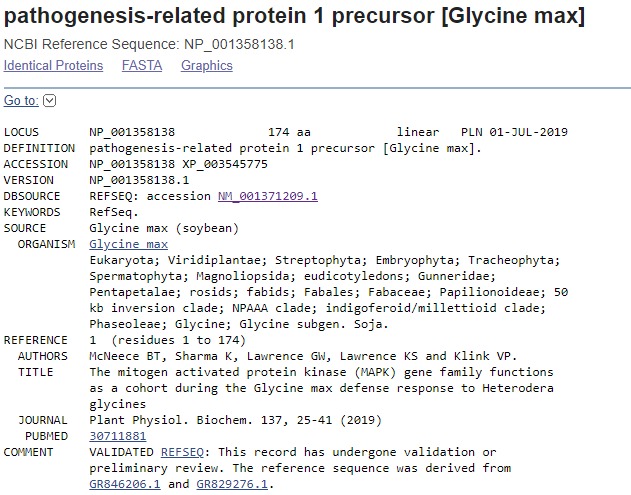 pathogenesis-related protein 1 precursor [Glycine max]
NCBI Reference Sequence: NP_001358138.1
Identical Proteins FASTA Graphics
Go to:
LOCUS NP_001358138 174 aa linear PLN 01-JUL-2019
DEFINITION pathogenesis-related protein 1 precursor [Glycine max].
ACCESSION NP_001358138 XP_003545775
VERSION NP_001358138.1
DBSOURCE REFSEQ: accession NM_001371209.1
KEYWORDS RefSeq.
SOURCE Glycine max (soybean)
ORGANISM Glycine max
Eukaryota; Viridiplantae; Streptophyta; Embryophyta; Tracheophyta;
Spermatophyta; Magnoliopsida; eudicotyledons; Gunneridae;
Pentapetalae; rosids; fabids; Fabales; Fabaceae; Papilionoideae; 50
kb inversion clade; NPAAA clade; indigoferoid/millettioid clade;
Phaseoleae; Glycine; Glycine subgen. Soja.
REFERENCE 1 (residues 1 to 174)
AUTHORS McNeece BT, Sharma K, Lawrence GW, Lawrence KS and Klink VP.
TITLE The mitogen activated protein kinase (MAPK) gene family functions
as a cohort during the Glycine max defense response to Heterodera
glycines
JOURNAL Plant Physiol. Biochem. 137, 25-41 (2019)
PUBMED 30711881
COMMENT VALIDATED REFSEQ: This record has undergone validation or
preliminary review. The reference sequence was derived from
GR846206.1 and GR829276.1.